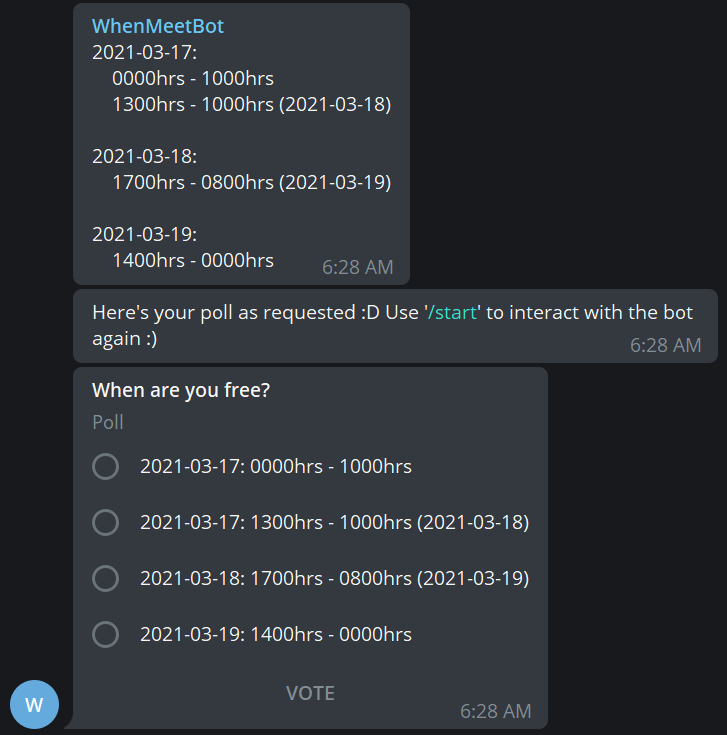 WhenMeetBot
2021-03-17:
0000hrs - 1000hrs
1300hrs - 1000hrs (2021-03-18)
2021-03-18:
1700hrs - 0800hrs (2021-03-19)
2021-03-19:
1400hrs - 0000hrs
6:28 AM
Here's your poll as requested :D Use '/start' to interact with the bot
again :)
6:28 AM
When are you free?
Poll
2021-03-17: 0000hrs - 1000hrs
2021-03-17: 1300hrs - 1000hrs (2021-03-18)
2021-03-18: 1700hrs - 0800hrs (2021-03-19)
2021-03-19: 1400hrs - 0000hrs
VOTE
6:28 AM
W